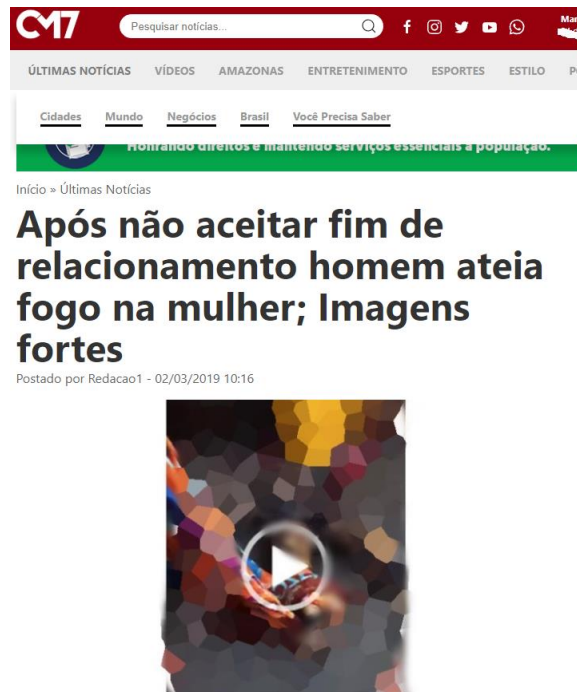 CM7
Pesquisar notícias...
ÚLTIMAS NOTÍCIAS VÍDEOS AMAZONAS ENTRETENIMENTO ESPORTES ESTILO
Cidades Mundo Negócios Brasil Você Precisa Saber
Honrando direitos e mantendo serviços essenciais à população.
Início » Últimas Notícias
Após não aceitar fim de
relacionamento homem ateia
fogo na mulher; Imagens
fortes
Postado por Redacao1 - 02/03/2019 10:16